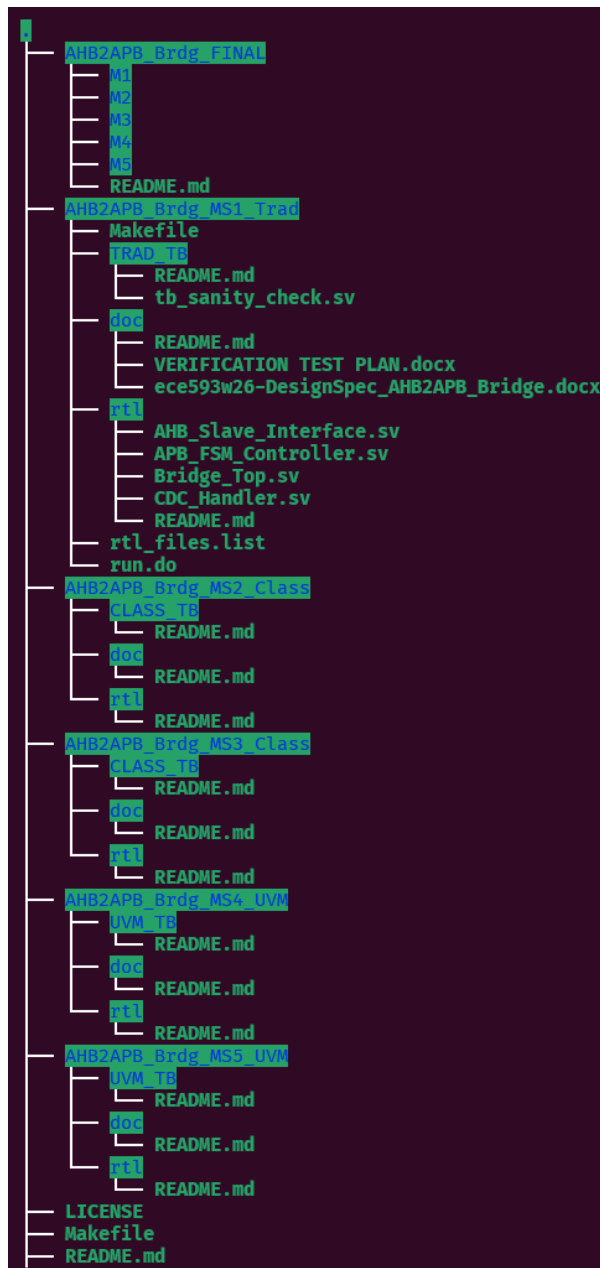 .
AHB2APB_Brdg_FINAL
M1
M2
M3
M4
M5
README.md
AHB2APB_Brdg_MS1_Trad
Makefile
TRAD_TB
README.md
tb_sanity_check.sv
doc
README.md
VERIFICATION TEST PLAN.docx
ece593w26-DesignSpec_AHB2APB_Bridge.docx
rtl
AHB_Slave_Interface.sv
APB_FSM_Controller.sv
Bridge_Top.sv
CDC_Handler.sv
README.md
rtl_files.list
run.do
AHB2APB_Brdg_MS2_Class
CLASS_TB
README.md
doc
README.md
rtl
README.md
AHB2APB_Brdg_MS3_Class
CLASS_TB
README.md
doc
README.md
rtl
README.md
AHB2APB_Brdg_MS4_UVM
UVM_TB
README.md
doc
README.md
rtl
README.md
AHB2APB_Brdg_MS5_UVM
UVM_TB
README.md
doc
README.md
rtl
README.md
LICENSE
Makefile
README.md